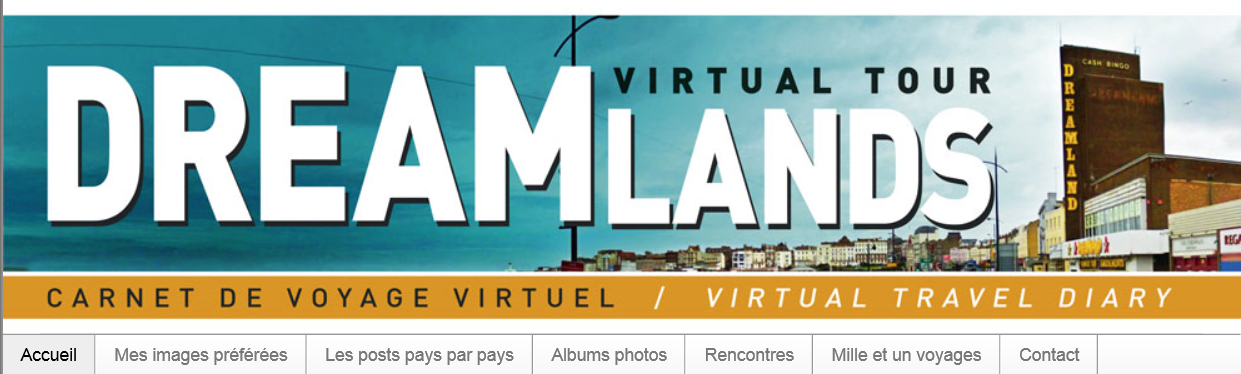 VIRTUAL TOUR
DREAMLANDS
CASH BINGO
DREAMLAND
CARNET DE VOYAGE VIRTUEL / VIRTUAL TRAVEL DIARY
Accueil
Mes images préférées
Les posts pays par pays
Albums photos
Rencontres
Mille et un voyages
Contact